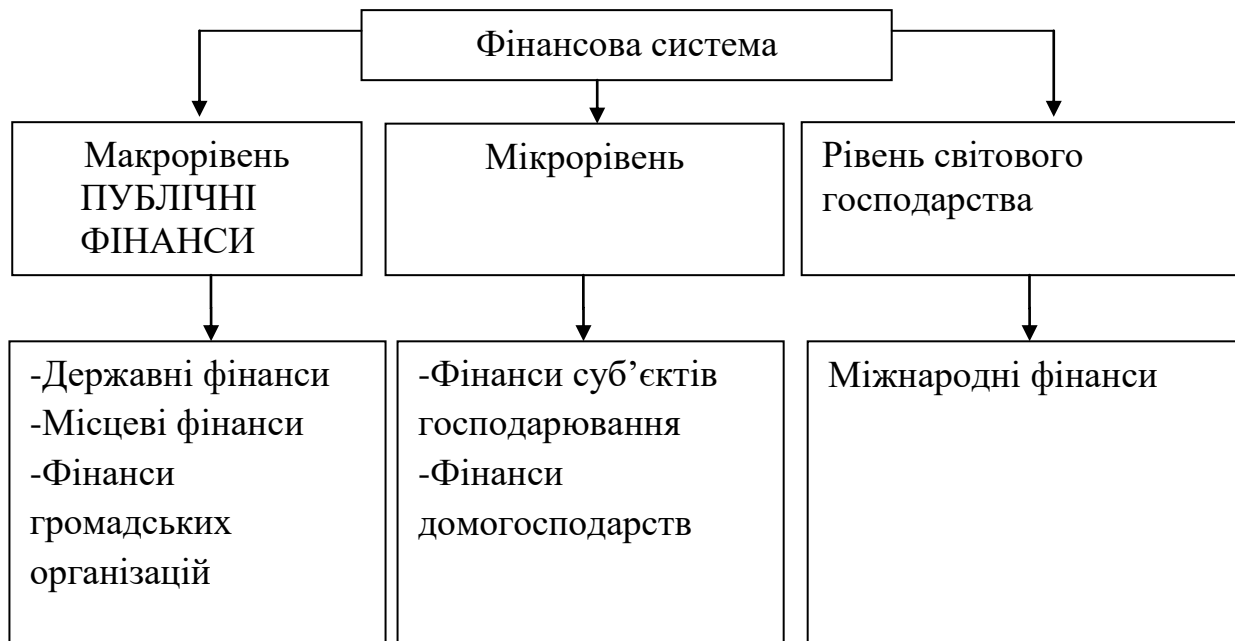 Фінансова система
Макрорівень
ПУБЛІЧНІ
ФІНАНСИ
Мікрорівень
Рівень світового
господарства
-Державні фінанси
-Місцеві фінанси
-Фінанси
громадських
організацій
-Фінанси суб’єктів
господарювання
-Фінанси
домогосподарств
Міжнародні фінанси